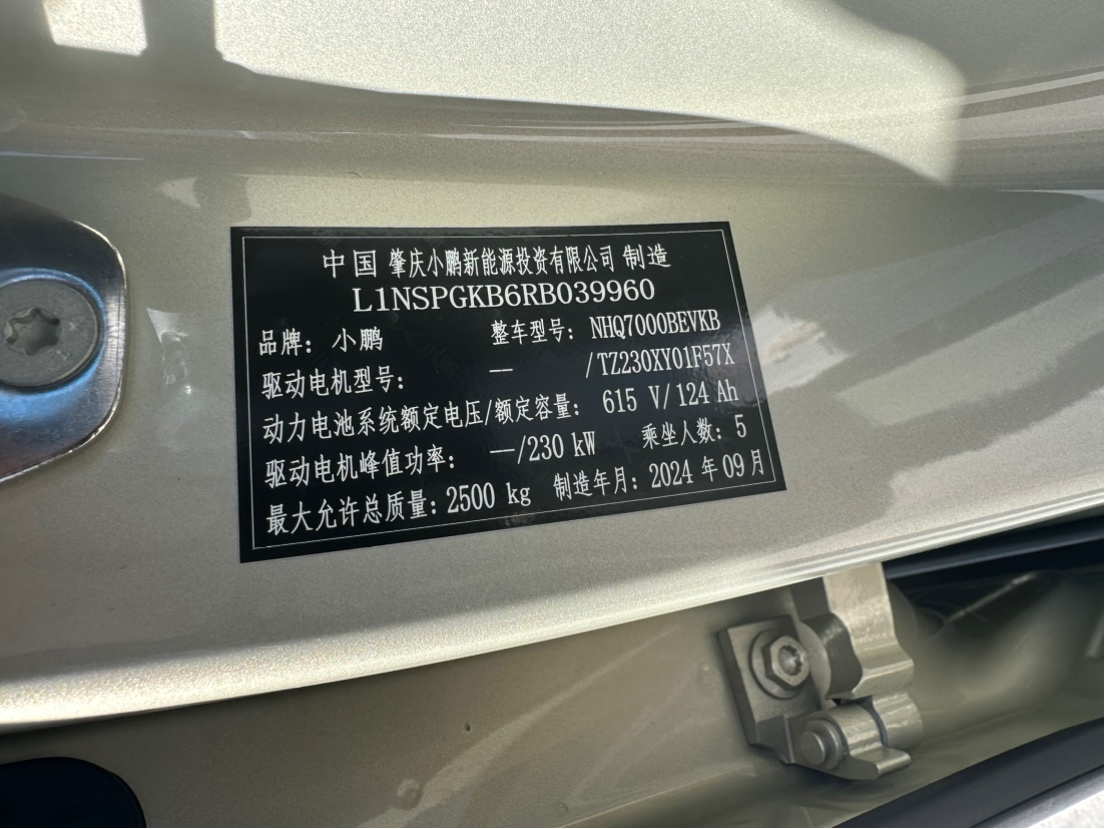 中国 肇庆小鹏新能源投资有限公司 制造
L1NSPGKB6RB039960
品牌: 小鹏 整车型号: NHQ7000BEVKB
驱动电机型号: — /TZ230XY01F57X
动力电池系统额定电压/额定容量: 615 V/124 Ah
驱动电机峰值功率: —/230 kW 乘坐人数: 5
最大允许总质量: 2500 kg 制造年月: 2024 年 09 月